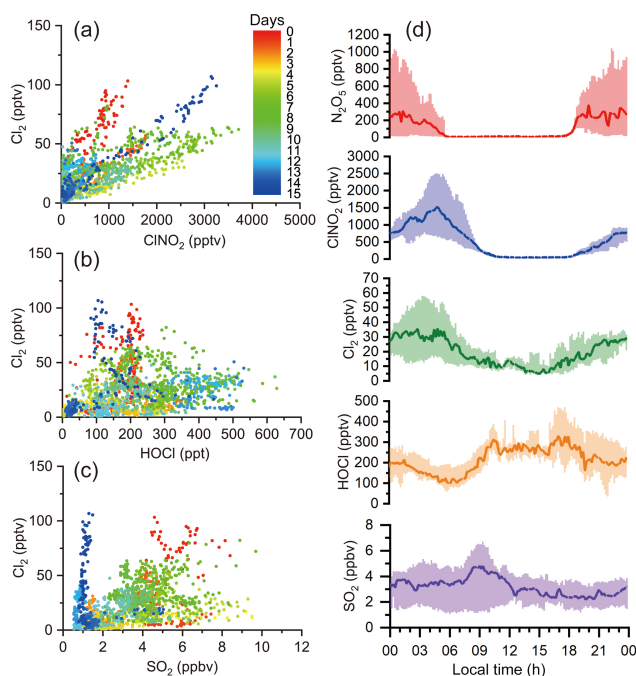 (a)
Days
0
1
2
3
4
5
6
7
8
9
10
11
12
13
14
15
150
100
50
0
Cl₂ (pptv)
0 1000 2000 3000 4000 5000
ClNO₂ (pptv)
(b)
150
100
50
0
Cl₂ (pptv)
0 100 200 300 400 500 600 700
HOCl (ppt)
(c)
150
100
50
0
Cl₂ (pptv)
0 2 4 6 8 10 12
SO₂ (ppbv)
(d)
1200
1000
800
600
400
200
0
N₂O₅ (pptv)
3000
2500
2000
1500
1000
500
0
ClNO₂ (pptv)
70
60
50
40
30
20
10
0
Cl₂ (pptv)
500
400
300
200
100
0
HOCl (pptv)
8
6
4
2
0
SO₂ (ppbv)
00 03 06 09 12 15 18 21 00
Local time (h)